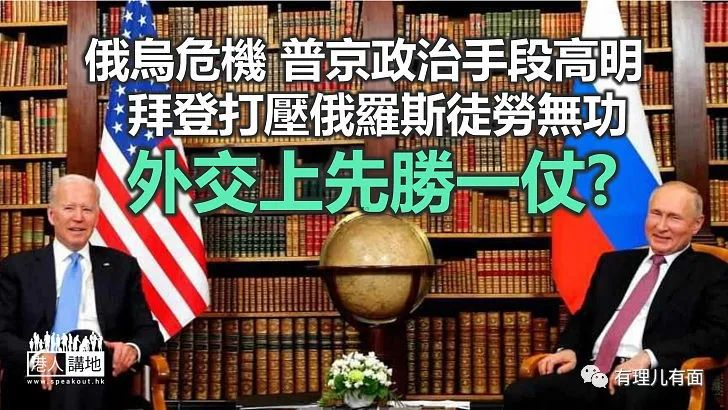 俄烏危機 普京政治手段高明
拜登打壓俄羅斯徒勞無功
外交上先勝一仗?
港人講地
www.speakout.hk
有理儿有面